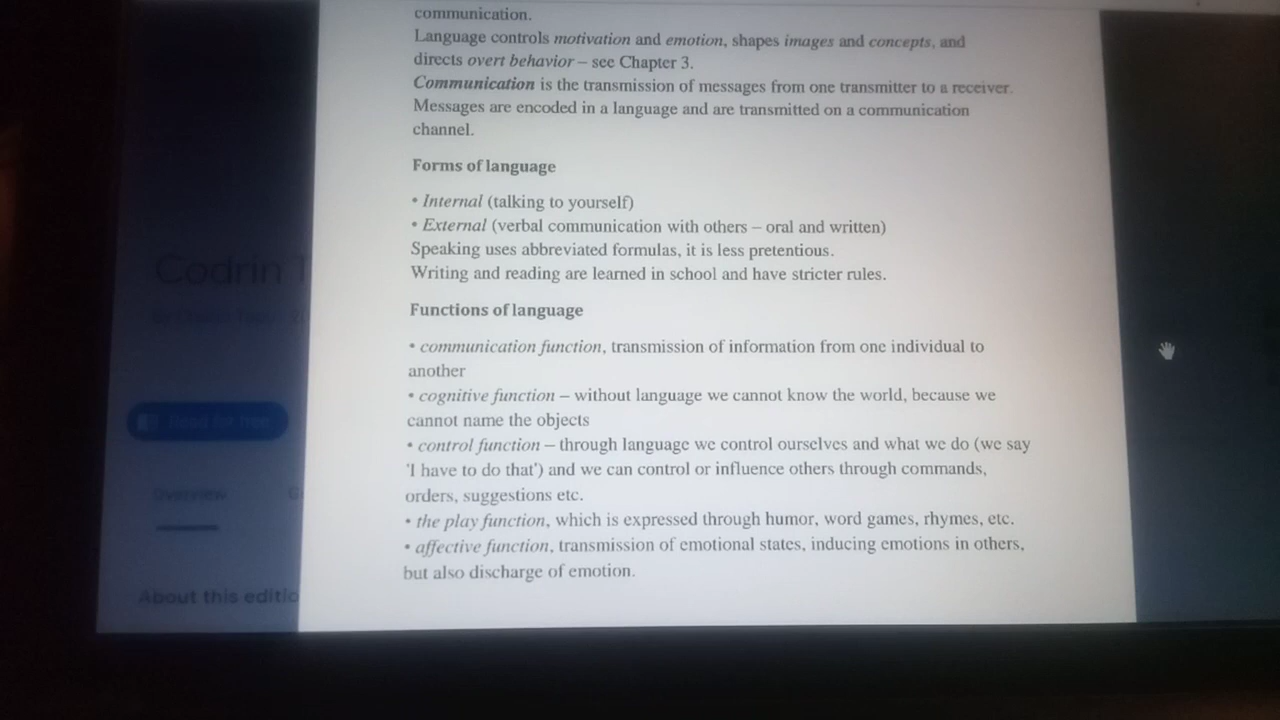 communication.
Language controls motivation and emotion, shapes images and concepts, and
directs overt behavior – see Chapter 3.
Communication is the transmission of messages from one transmitter to a receiver.
Messages are encoded in a language and are transmitted on a communication
channel.
Forms of language
• Internal (talking to yourself)
• External (verbal communication with others – oral and written)
Speaking uses abbreviated formulas, it is less pretentious.
Writing and reading are learned in school and have stricter rules.
Functions of language
• communication function, transmission of information from one individual to
another
• cognitive function – without language we cannot know the world, because we
cannot name the objects
• control function – through language we control ourselves and what we do (we say
'I have to do that') and we can control or influence others through commands,
orders, suggestions etc.
• the play function, which is expressed through humor, word games, rhymes, etc.
• affective function, transmission of emotional states, inducing emotions in others,
but also discharge of emotion.
Codrin
Read for free
Overview
About this editio